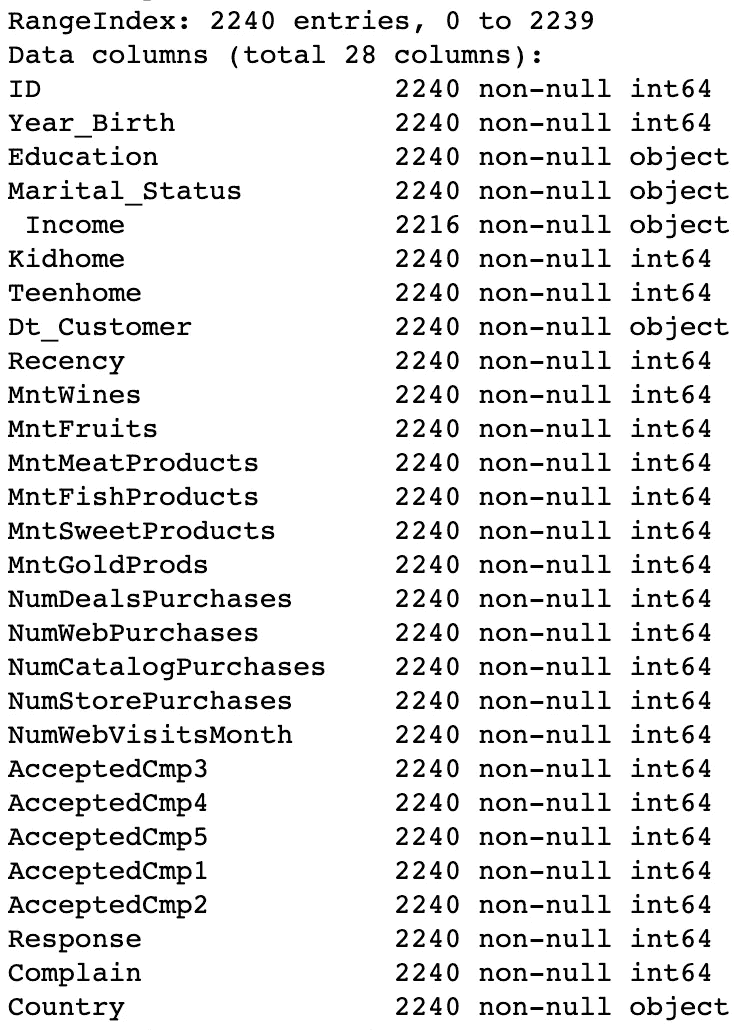 RangeIndex: 2240 entries, 0 to 2239
Data columns (total 28 columns):
ID                     2240 non-null int64
Year_Birth             2240 non-null int64
Education              2240 non-null object
Marital_Status         2240 non-null object
 Income                2216 non-null object
Kidhome                2240 non-null int64
Teenhome               2240 non-null int64
Dt_Customer            2240 non-null object
Recency                2240 non-null int64
MntWines               2240 non-null int64
MntFruits              2240 non-null int64
MntMeatProducts        2240 non-null int64
MntFishProducts        2240 non-null int64
MntSweetProducts       2240 non-null int64
MntGoldProds           2240 non-null int64
NumDealsPurchases      2240 non-null int64
NumWebPurchases        2240 non-null int64
NumCatalogPurchases    2240 non-null int64
NumStorePurchases      2240 non-null int64
NumWebVisitsMonth      2240 non-null int64
AcceptedCmp3           2240 non-null int64
AcceptedCmp4           2240 non-null int64
AcceptedCmp5           2240 non-null int64
AcceptedCmp1           2240 non-null int64
AcceptedCmp2           2240 non-null int64
Response               2240 non-null int64
Complain               2240 non-null int64
Country                2240 non-null object